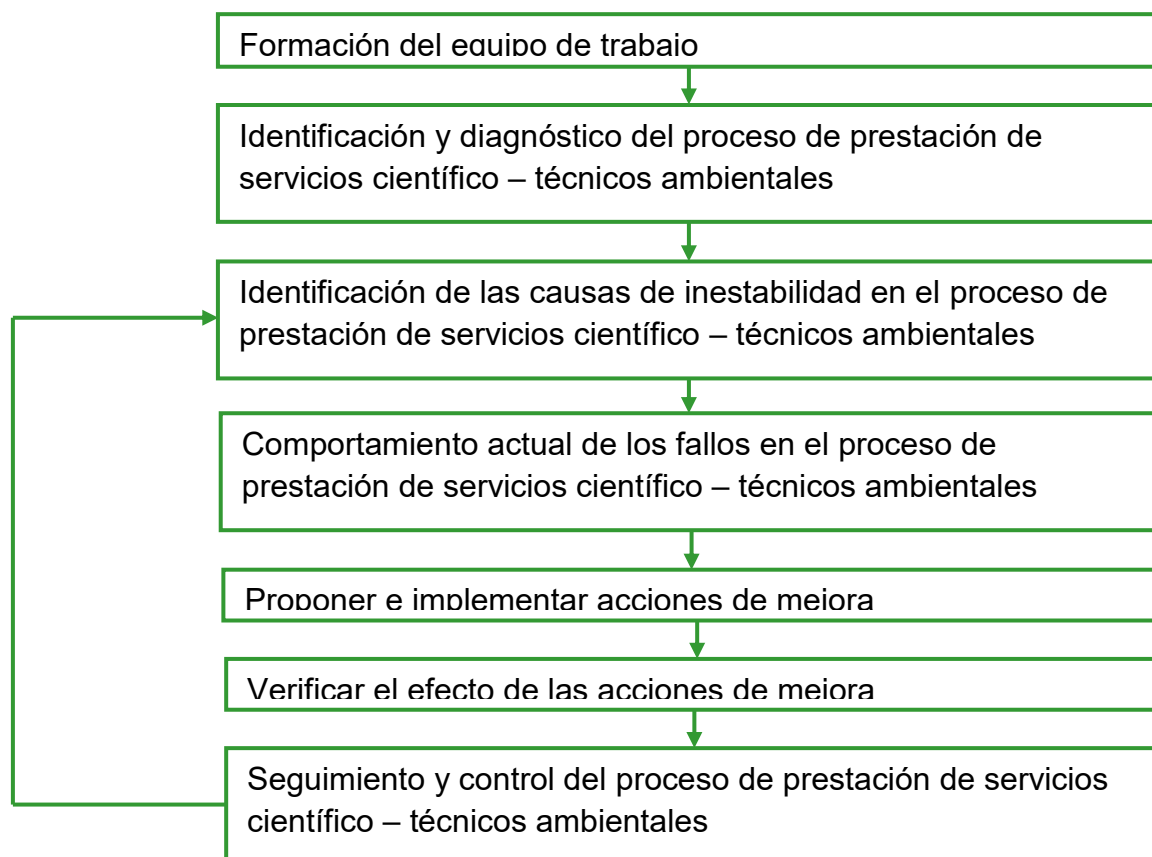 Formación del equipo de trabajo
Identificación y diagnóstico del proceso de prestación de
servicios científico – técnicos ambientales
Identificación de las causas de inestabilidad en el proceso de
prestación de servicios científico – técnicos ambientales
Comportamiento actual de los fallos en el proceso de
prestación de servicios científico – técnicos ambientales
Proponer e implementar acciones de mejora
Verificar el efecto de las acciones de mejora
Seguimiento y control del proceso de prestación de servicios
científico – técnicos ambientales